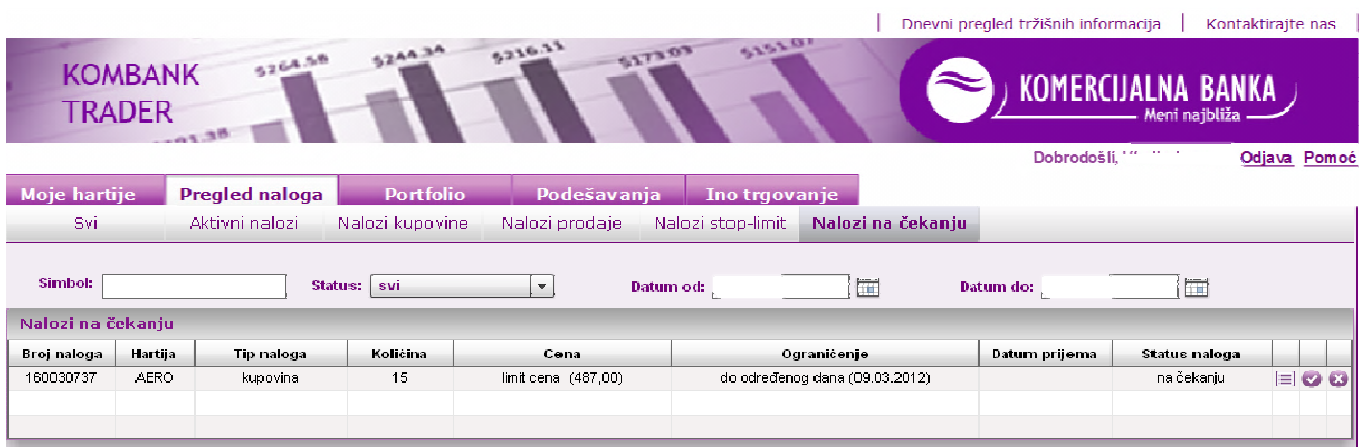 Dnevni pregled tržišnih informacija | Kontaktirajte nas
KOMBANK
TRADER
$264.58 $244.34 $216.11 $173.03 $151.07
KOMERCIJALNA BANKA
Meni najbliža
Dobrodošli, Odjava Pomoć
Moje hartije Pregled naloga Portfolio Podešavanja Ino trgovanje
Svi Aktivni nalozi Nalozi kupovine Nalozi prodaje Nalozi stop-limit Nalozi na čekanju
Simbol: Status: svi Datum od: Datum do:
Nalozi na čekanju
Broj naloga Hartija Tip naloga Količina Cena Ograničenje Datum prijema Status naloga
160030737 AERO kupovina 15 limit cena (487,00) do određenog dana (09.03.2012) na čekanju